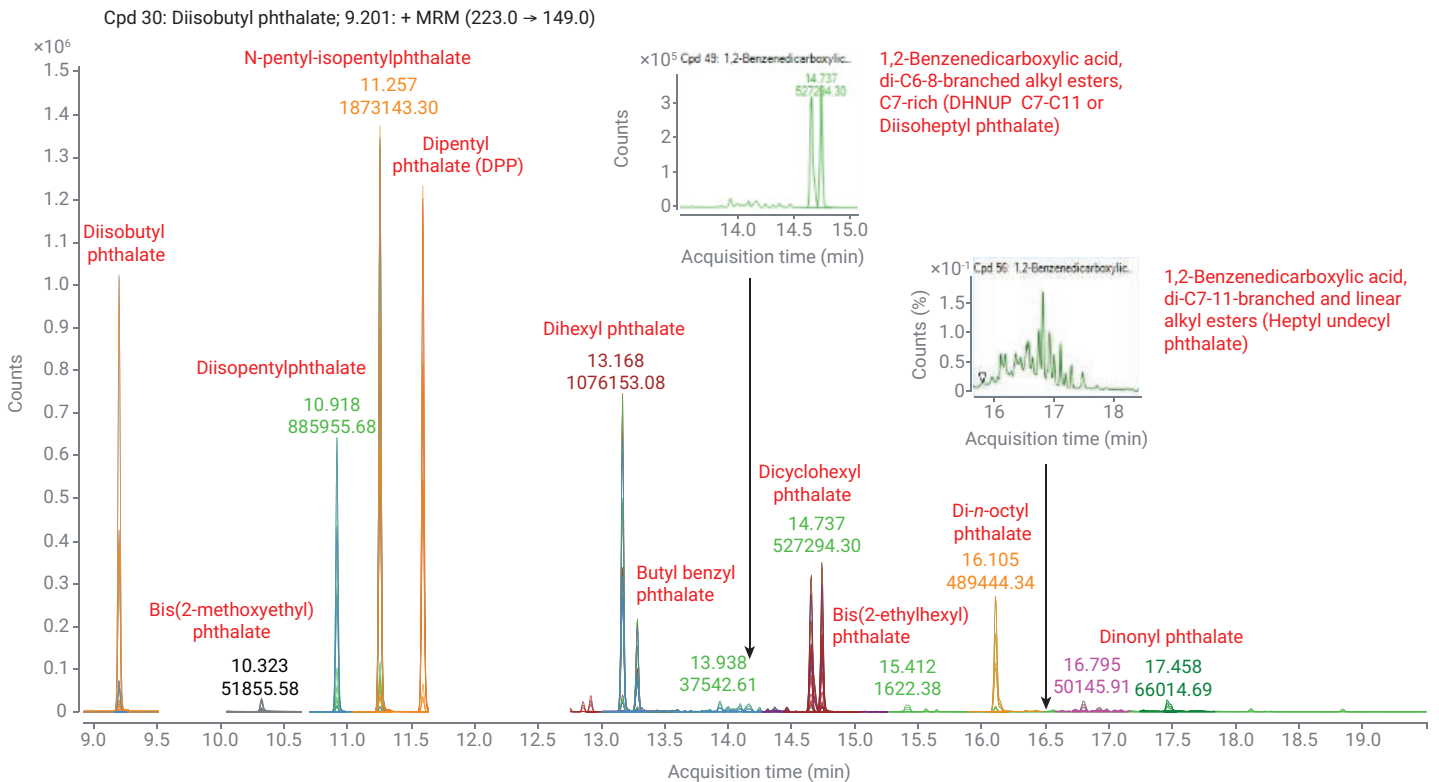 Cpd 30: Diisobutyl phthalate; 9.201: + MRM (223.0 → 149.0)
×10⁶
1.5
1.4
1.3
1.2
1.1
1.0
0.9
0.8
0.7
0.6
0.5
0.4
0.3
0.2
0.1
0
Counts
Diisobutyl
phthalate
Bis(2-methoxyethyl)
phthalate
10.323
51855.58
Diisopentylphthalate
10.918
885955.68
N-pentyl-isopentylphthalate
11.257
1873143.30
Dipentyl
phthalate (DPP)
Dihexyl phthalate
13.168
1076153.08
Butyl benzyl
phthalate
13.938
37542.61
×10⁵ Cpd 49: 1,2-Benzenedicarboxylic..
14.737
527294.30
3
2
1
0
Counts
14.0 14.5 15.0
Acquisition time (min)
1,2-Benzenedicarboxylic acid,
di-C6-8-branched alkyl esters,
C7-rich (DHNUP C7-C11 or
Diisoheptyl phthalate)
Dicyclohexyl
phthalate
14.737
527294.30
Bis(2-ethylhexyl)
phthalate
15.412
1622.38
×10⁻¹ Cpd 56: 1,2-Benzenedicarboxylic..
1.5
1.0
0.5
0
Counts (%)
16 17 18
Acquisition time (min)
1,2-Benzenedicarboxylic acid,
di-C7-11-branched and linear
alkyl esters (Heptyl undecyl
phthalate)
Di-n-octyl
phthalate
16.105
489444.34
16.795
50145.91
Dinonyl phthalate
17.458
66014.69
9.0 9.5 10.0 10.5 11.0 11.5 12.0 12.5 13.0 13.5 14.0 14.5 15.0 15.5 16.0 16.5 17.0 17.5 18.0 18.5 19.0
Acquisition time (min)